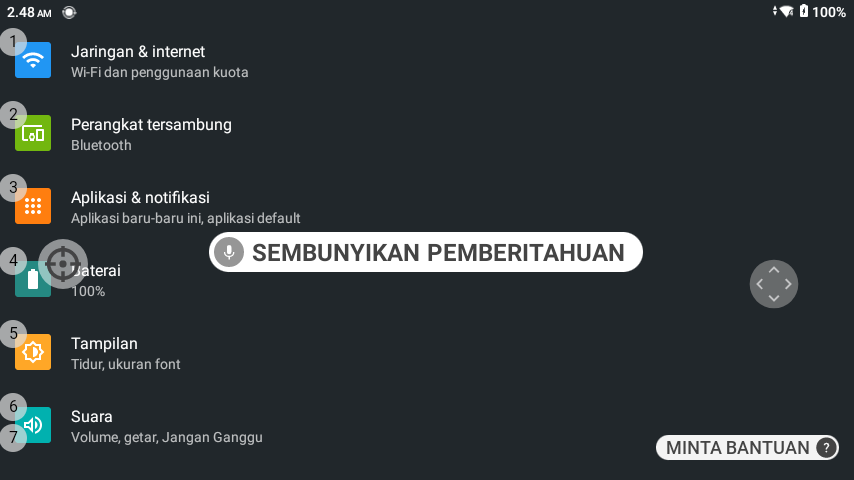 2.48 AM
100%
1
Jaringan & internet
Wi-Fi dan penggunaan kuota
2
Perangkat tersambung
Bluetooth
3
Aplikasi & notifikasi
Aplikasi baru-baru ini, aplikasi default
SEMBUNYIKAN PEMBERITAHUAN
4
Baterai
100%
5
Tampilan
Tidur, ukuran font
6
Suara
7
Volume, getar, Jangan Ganggu
MINTA BANTUAN ?